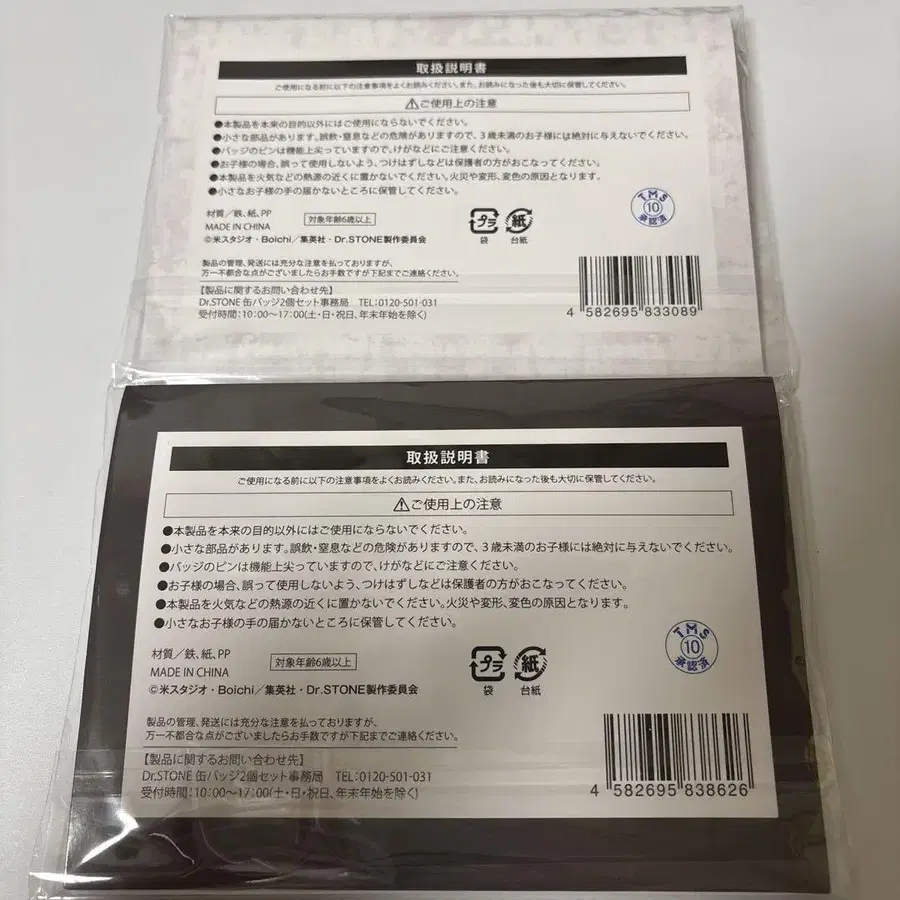 取扱説明書
ご使用になる前に以下の注意事項をよくお読みください。また、お読みになった後も大切に保管してください。
⚠ご使用上の注意
●本製品を本来の目的以外にはご使用にならないでください。
●小さな部品があります。誤飲・窒息などの危険がありますので、3歳未満のお子様には絶対に与えないでください。
●バッジのピンは機能上尖っていますので、けがなどにご注意ください。
●お子様の場合、誤って使用しないよう、つけはずしなどは保護者の方がおこなってください。
●本製品を火気などの熱源の近くに置かないでください。火災や変形、変色の原因となります。
●小さなお子様の手の届かないところに保管してください。
材質/鉄、紙、PP
対象年齢6歳以上
MADE IN CHINA
©米スタジオ・Boichi/集英社・Dr.STONE製作委員会
プラ
袋
紙
台紙
TMS
10
承認済
製品の管理、発送には充分な注意を払っておりますが、
万一不都合な点がございましたらお手数ですが下記までご連絡ください。
【製品に関するお問い合わせ先】
Dr.STONE 缶バッジ2個セット事務局 TEL:0120-501-031
受付時間:10:00〜17:00(土・日・祝日、年末年始を除く)
4 582695 833089
取扱説明書
ご使用になる前に以下の注意事項をよくお読みください。また、お読みになった後も大切に保管してください。
⚠ご使用上の注意
●本製品を本来の目的以外にはご使用にならないでください。
●小さな部品があります。誤飲・窒息などの危険がありますので、3歳未満のお子様には絶対に与えないでください。
●バッジのピンは機能上尖っていますので、けがなどにご注意ください。
●お子様の場合、誤って使用しないよう、つけはずしなどは保護者の方がおこなってください。
●本製品を火気などの熱源の近くに置かないでください。火災や変形、変色の原因となります。
●小さなお子様の手の届かないところに保管してください。
材質/鉄、紙、PP
対象年齢6歳以上
MADE IN CHINA
©米スタジオ・Boichi/集英社・Dr.STONE製作委員会
プラ
袋
紙
台紙
TMS
10
承認済
製品の管理、発送には充分な注意を払っておりますが、
万一不都合な点がございましたらお手数ですが下記までご連絡ください。
【製品に関するお問い合わせ先】
Dr.STONE 缶バッジ2個セット事務局 TEL:0120-501-031
受付時間:10:00〜17:00(土・日・祝日、年末年始を除く)
4 582695 838626